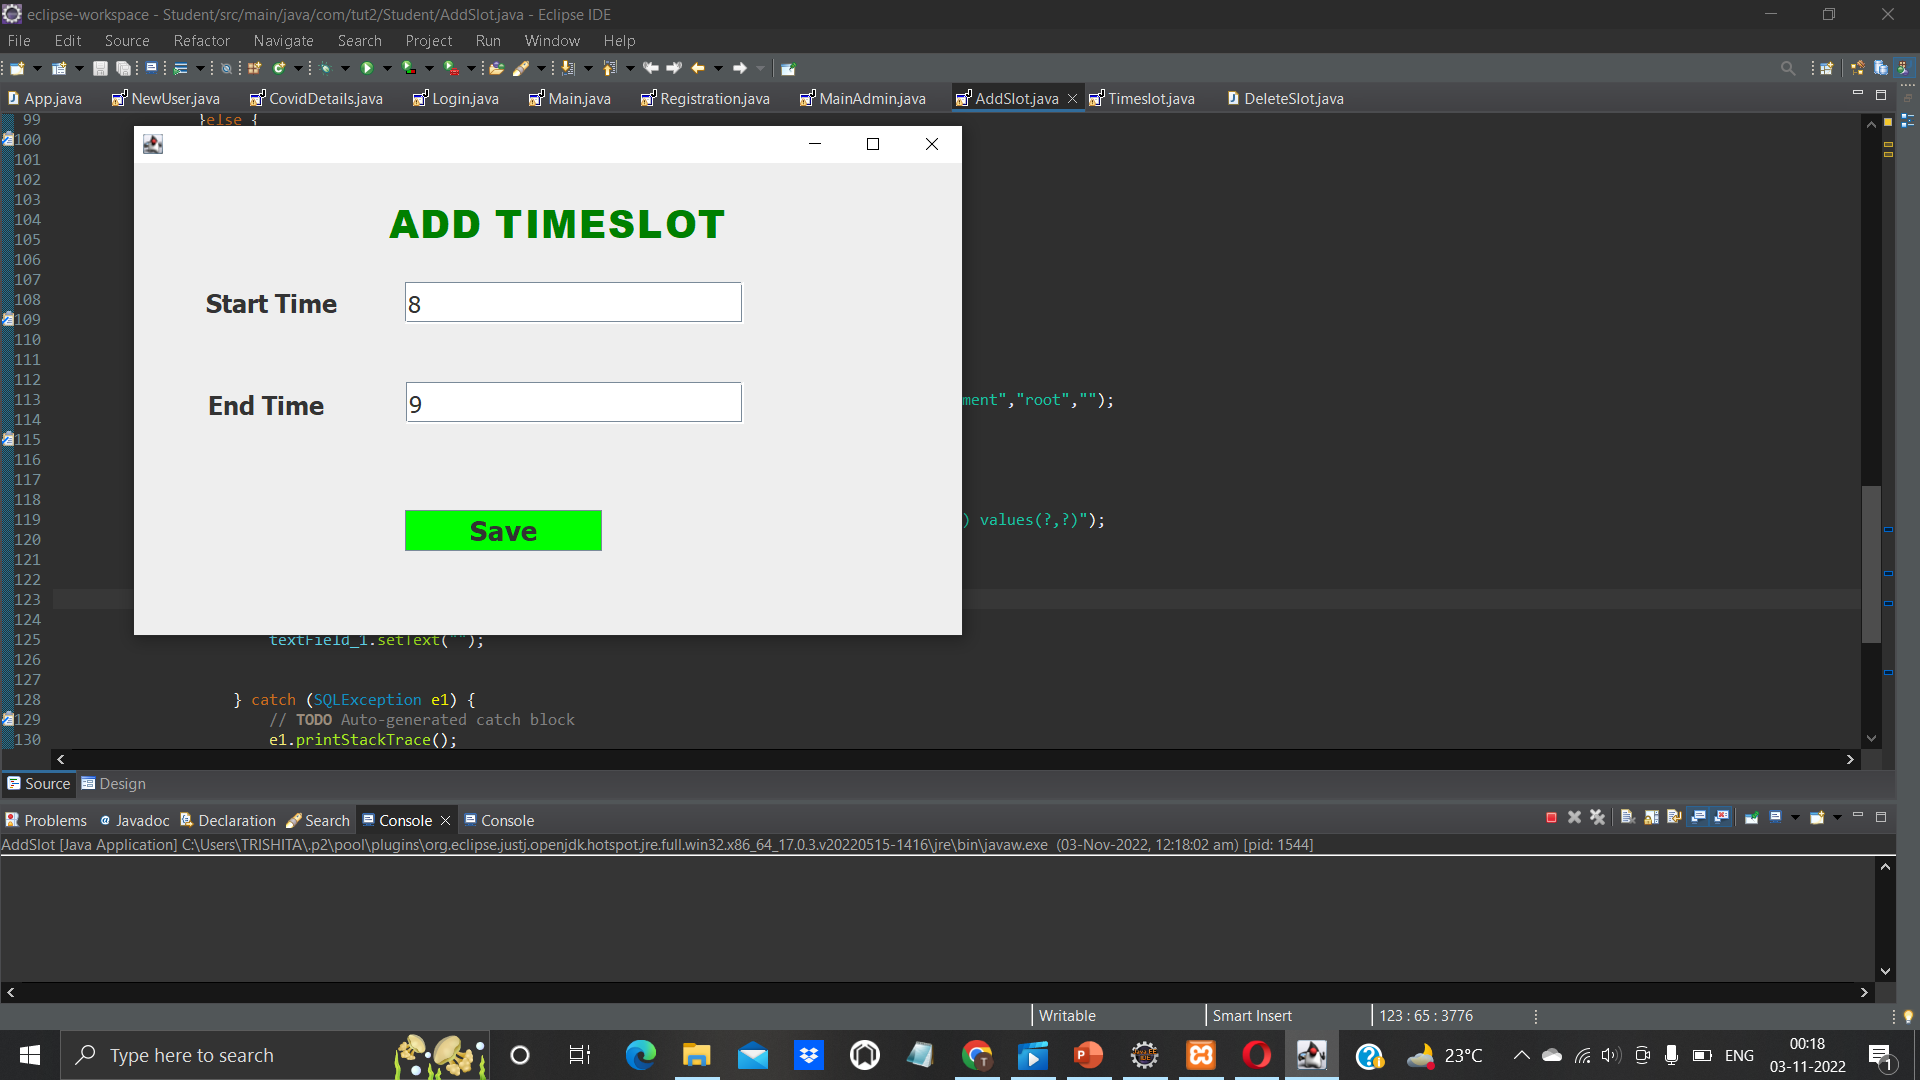 eclipse-workspace - Student/src/main/java/com/tut2/Student/AddSlot.java - Eclipse IDE
File Edit Source Refactor Navigate Search Project Run Window Help
App.java NewUser.java CovidDetails.java Login.java Main.java Registration.java MainAdmin.java AddSlot.java Timeslot.java DeleteSlot.java
99 }else {
100
101
102
103
ADD TIMESLOT
104
105
106
107
Start Time 8
108
109
110
111
112
113 ment","root","");
End Time 9
114
115
116
117
118
119 ) values(?,?)");
Save
120
121
122
123
124
125 textField_1.setText("");
126
127
128 } catch (SQLException e1) {
129 // TODO Auto-generated catch block
130 e1.printStackTrace();
Source Design
Problems Javadoc Declaration Search Console Console
AddSlot [Java Application] C:\Users\TRISHITA\.p2\pool\plugins\org.eclipse.justj.openjdk.hotspot.jre.full.win32.x86_64_17.0.3.v20220515-1416\jre\bin\javaw.exe (03-Nov-2022, 12:18:02 am) [pid: 1544]
Writable Smart Insert 123 : 65 : 3776
Type here to search 23°C ENG 00:18
03-11-2022 1